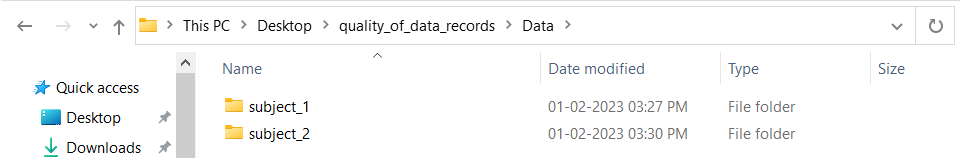 This PC > Desktop > quality_of_data_records > Data >
Name Date modified Type Size
Quick access
subject_1 01-02-2023 03:27 PM File folder
Desktop
subject_2 01-02-2023 03:30 PM File folder
Downloads